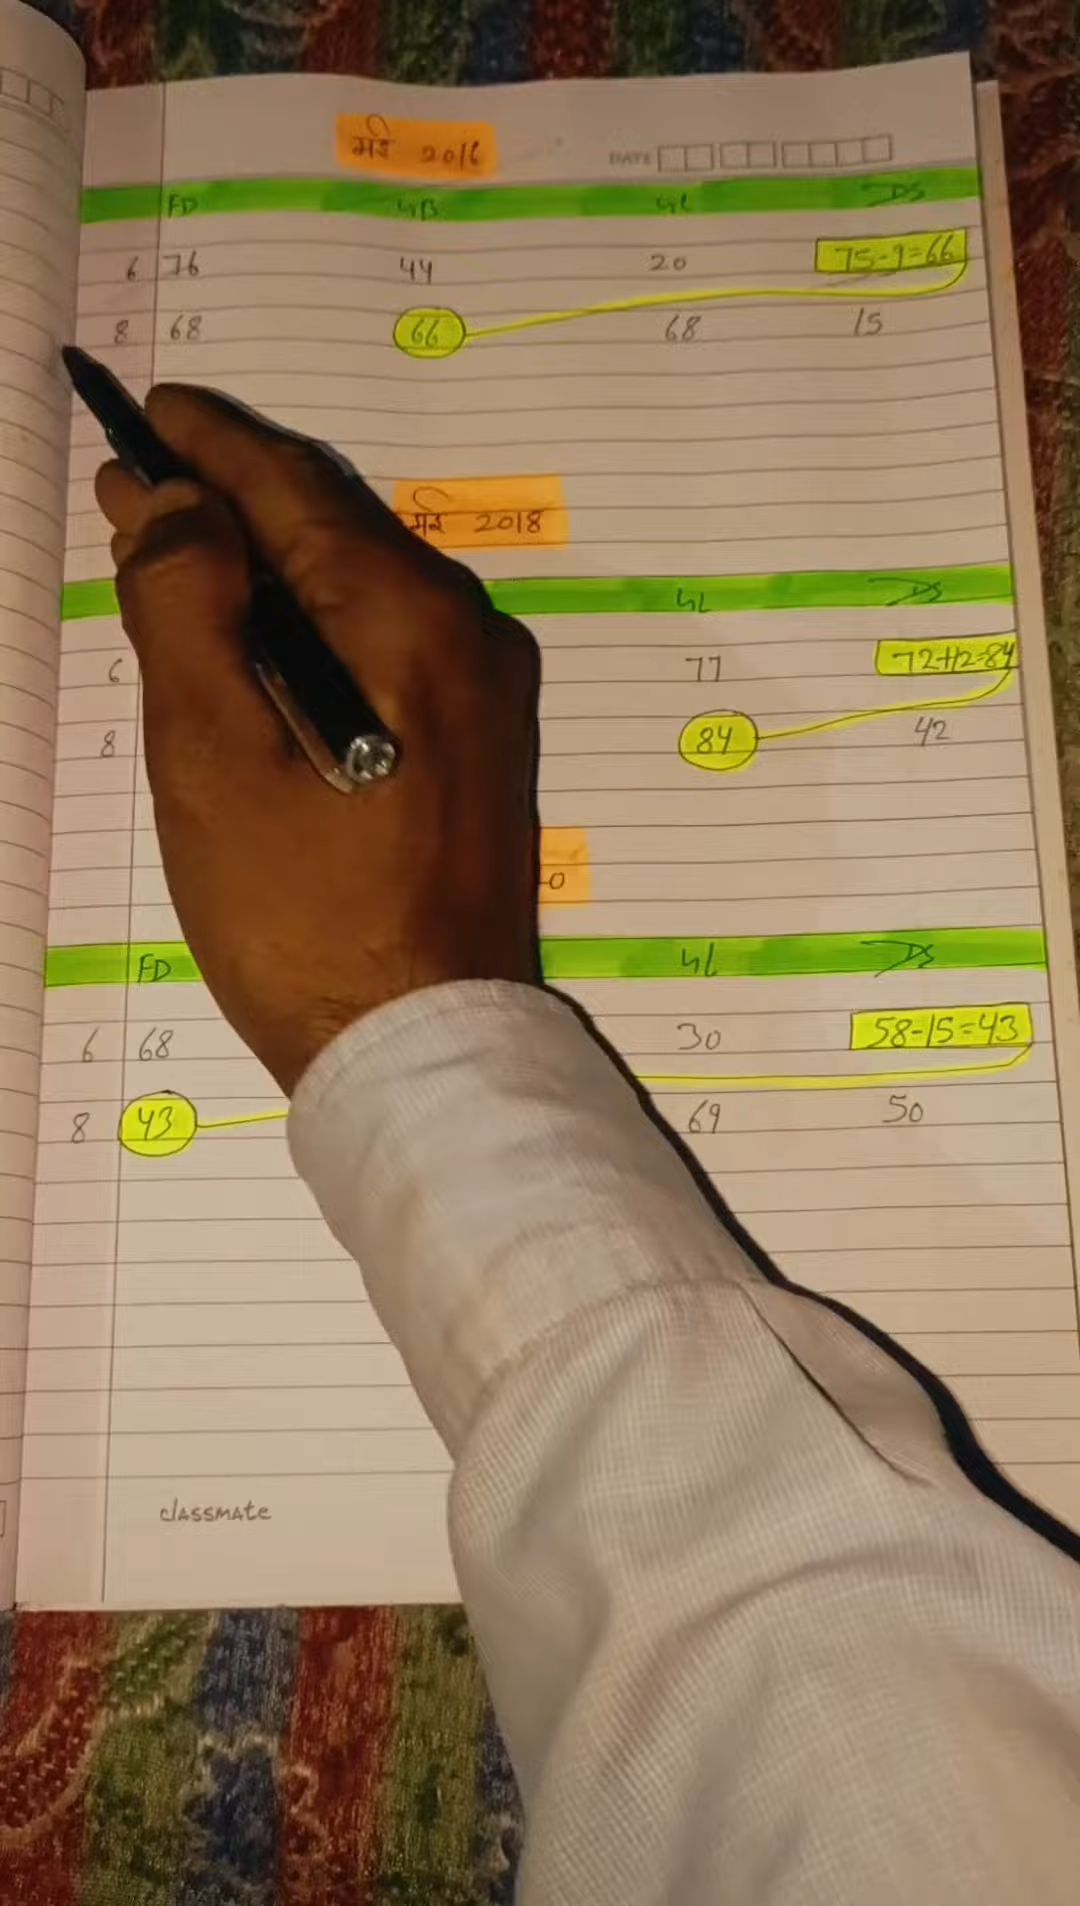 मई 2016
DATE
FD GB GL DS
6 76 44 20 75-9=66
8 68 66 68 15
मई 2018
GL DS
6 77 72+12=84
8 84 42
0
FD GL DS
6 68 30 58-15=43
8 43 69 50
classmate